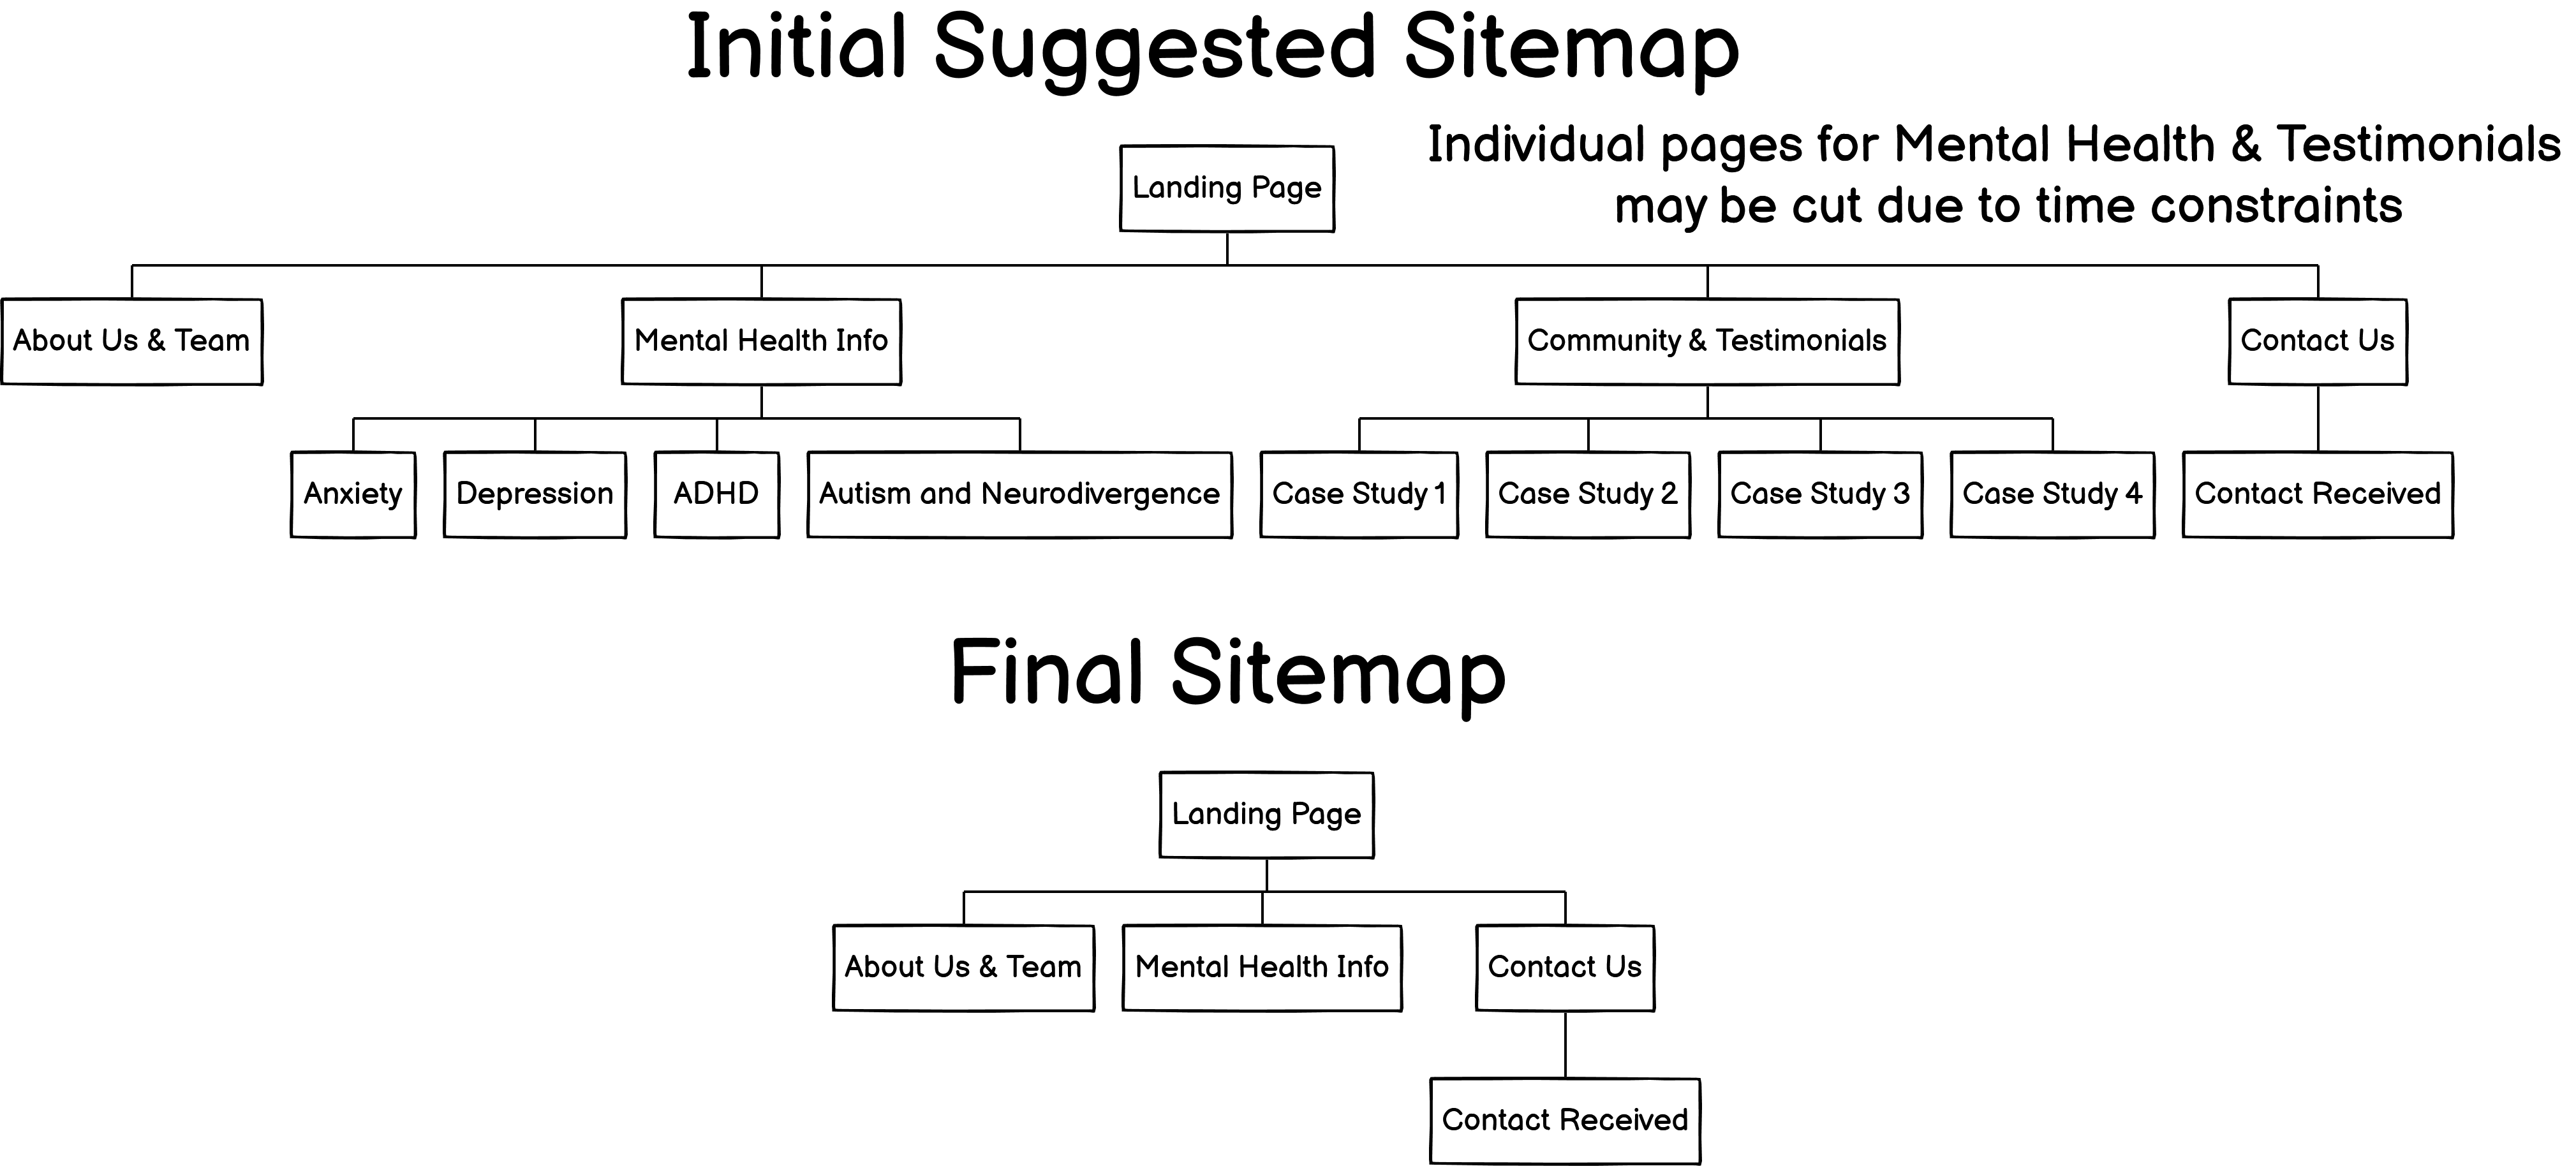 Initial Suggested Sitemap
Individual pages for Mental Health & Testimonials
may be cut due to time constraints
Landing Page
About Us & Team
Mental Health Info
Community & Testimonials
Contact Us
Anxiety
Depression
ADHD
Autism and Neurodivergence
Case Study 1
Case Study 2
Case Study 3
Case Study 4
Contact Received
Final Sitemap
Landing Page
About Us & Team
Mental Health Info
Contact Us
Contact Received